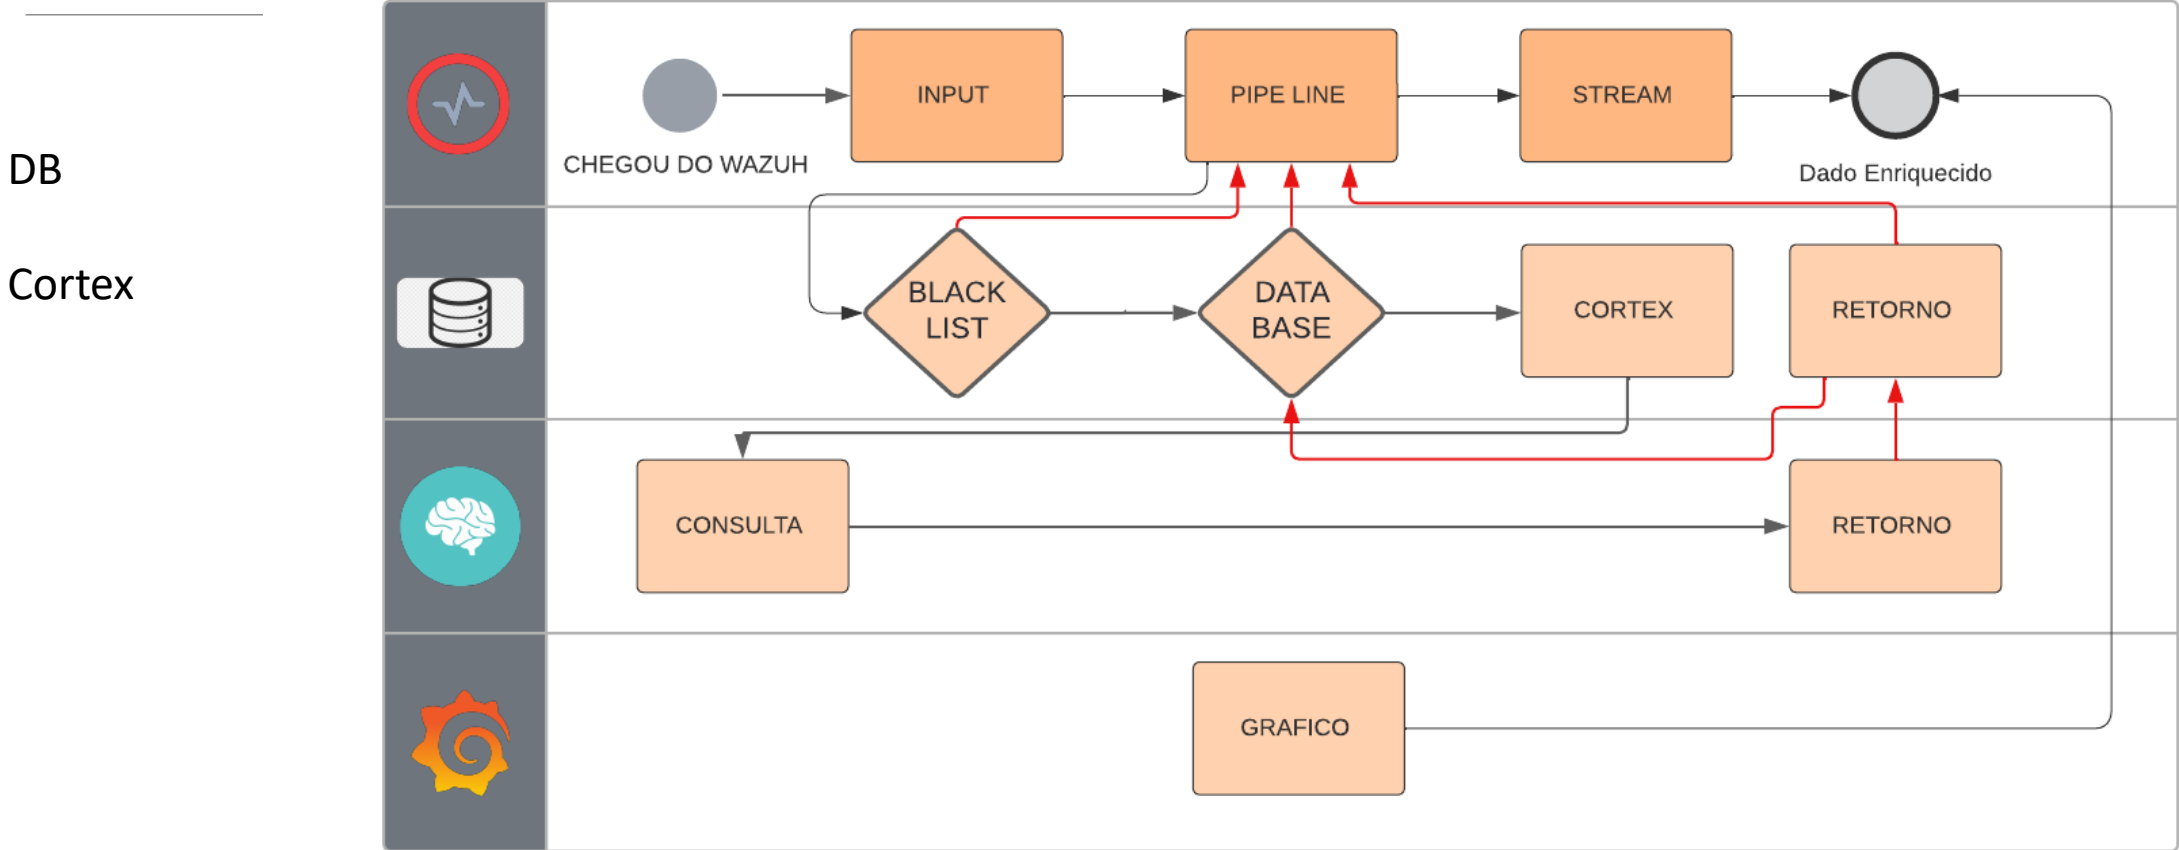 DB
Cortex
INPUT
PIPE LINE
STREAM
CHEGOU DO WAZUH
Dado Enriquecido
BLACK
LIST
DATA
BASE
CORTEX
RETORNO
CONSULTA
RETORNO
GRAFICO